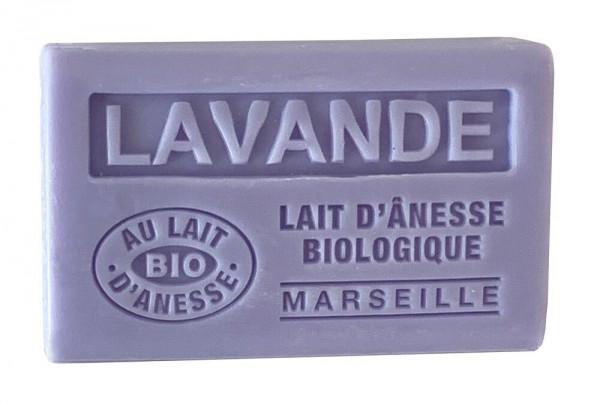 LAVANDE
AU LAIT
BIO
·D'ANESSE·
LAIT D'ÂNESSE
BIOLOGIQUE
MARSEILLE